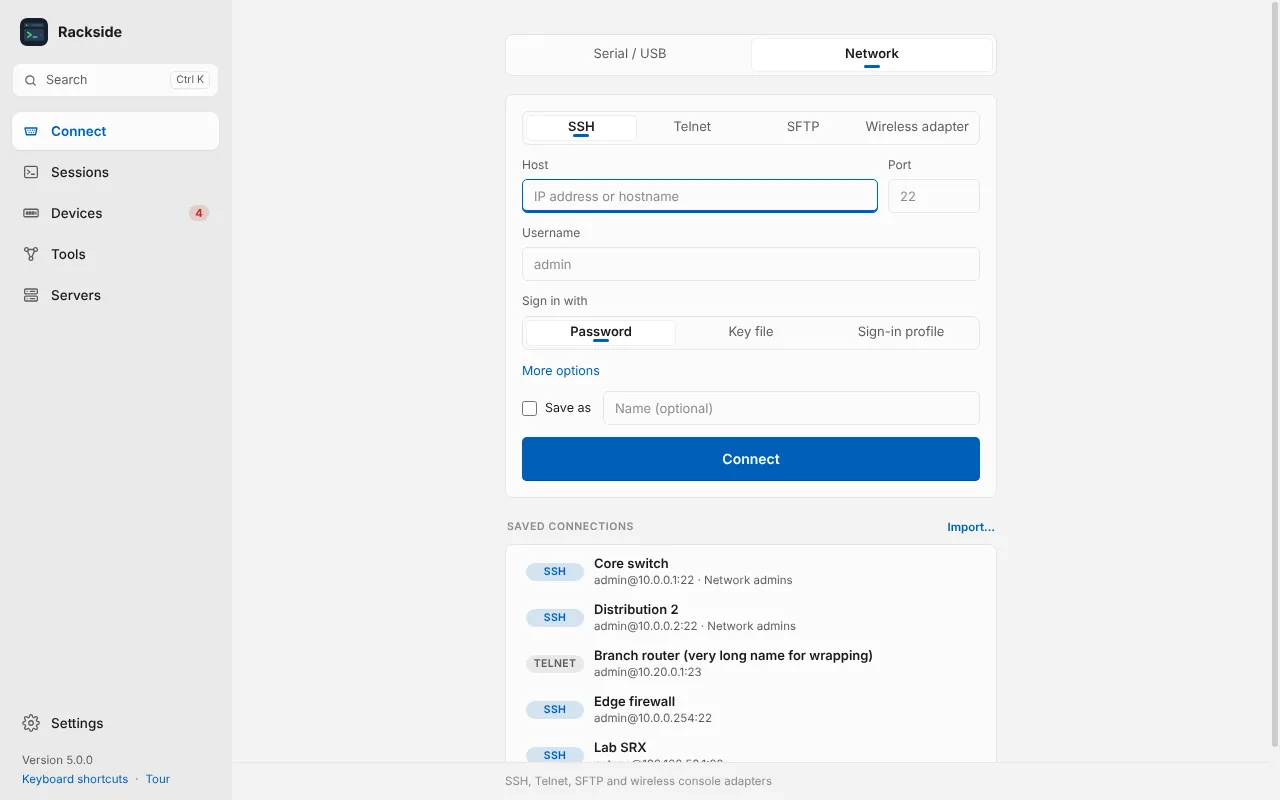 Rackside
Search Ctrl K
Connect
Sessions
Devices 4
Tools
Servers
Settings
Version 5.0.0
Keyboard shortcuts · Tour
Serial / USB Network
SSH Telnet SFTP Wireless adapter
Host Port
IP address or hostname 22
Username
admin
Sign in with
Password Key file Sign-in profile
More options
Save as Name (optional)
Connect
SAVED CONNECTIONS Import...
SSH Core switch
admin@10.0.0.1:22 · Network admins
SSH Distribution 2
admin@10.0.0.2:22 · Network admins
TELNET Branch router (very long name for wrapping)
admin@10.20.0.1:23
SSH Edge firewall
admin@10.0.0.254:22
SSH Lab SRX
SSH, Telnet, SFTP and wireless console adapters